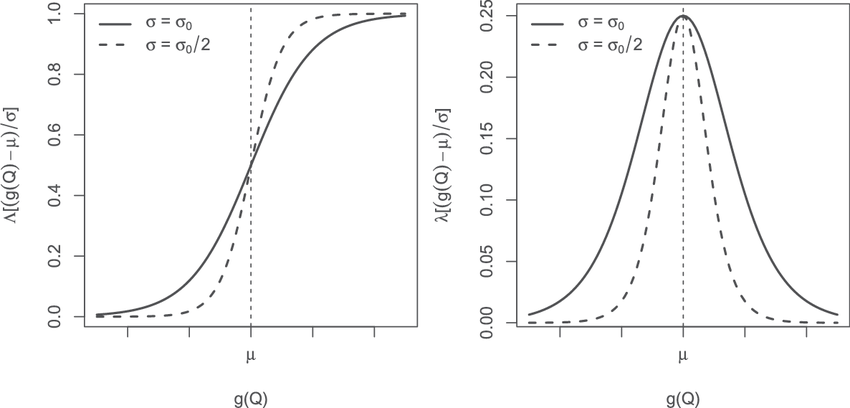 σ = σ₀
σ = σ₀/2
Λ[(g(Q) − μ)/σ]
1.0
0.8
0.6
0.4
0.2
0.0
μ
g(Q)
σ = σ₀
σ = σ₀/2
λ[(g(Q) − μ)/σ]
0.25
0.20
0.15
0.10
0.05
0.00
μ
g(Q)